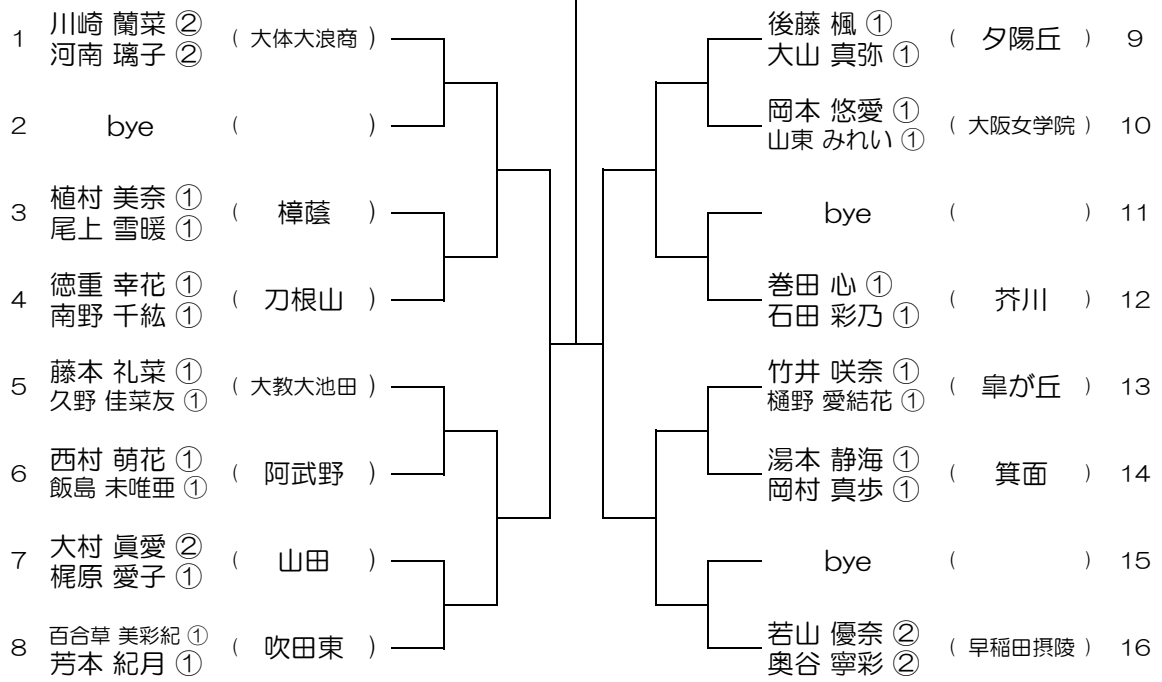 1 川崎 蘭菜 ② ( 大体大浪商 )
河南 璃子 ②
2 bye ( )
3 植村 美奈 ① ( 樟蔭 )
尾上 雪暖 ①
4 徳重 幸花 ① ( 刀根山 )
南野 千紘 ①
5 藤本 礼菜 ① ( 大教大池田 )
久野 佳菜友 ①
6 西村 萌花 ① ( 阿武野 )
飯島 未唯亜 ①
7 大村 眞愛 ② ( 山田 )
梶原 愛子 ①
8 百合草 美彩紀 ① ( 吹田東 )
芳本 紀月 ①
後藤 楓 ① ( 夕陽丘 ) 9
大山 真弥 ①
岡本 悠愛 ① ( 大阪女学院 ) 10
山東 みれい ①
bye ( ) 11
巻田 心 ① ( 芥川 ) 12
石田 彩乃 ①
竹井 咲奈 ① ( 皐が丘 ) 13
樋野 愛結花 ①
湯本 静海 ① ( 箕面 ) 14
岡村 真歩 ①
bye ( ) 15
若山 優奈 ② ( 早稲田摂陵 ) 16
奥谷 寧彩 ②